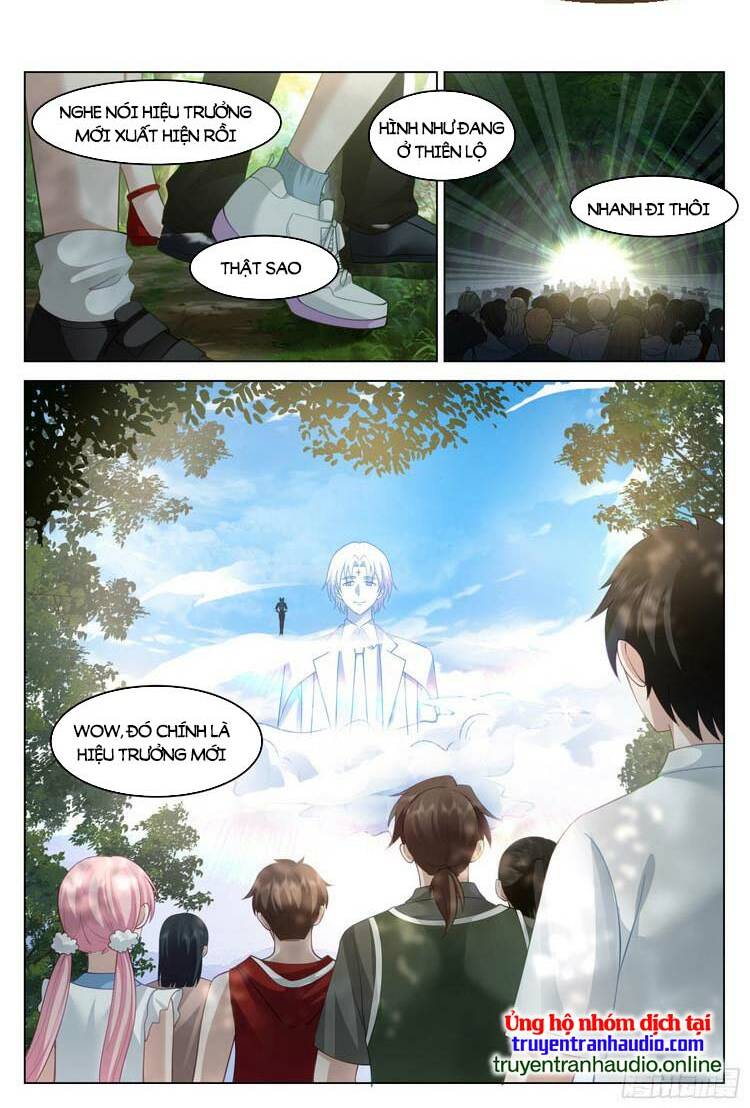 NGHE NÓI HIỆU TRƯỞNG
MỚI XUẤT HIỆN RỒI
HÌNH NHƯ ĐANG
Ở THIÊN LỘ
THẬT SAO
NHANH ĐI THÔI
WOW, ĐÓ CHÍNH LÀ
HIỆU TRƯỞNG MỚI
Ủng hộ nhóm dịch tại
truyentranhaudio.com
truyentranhaudio.online